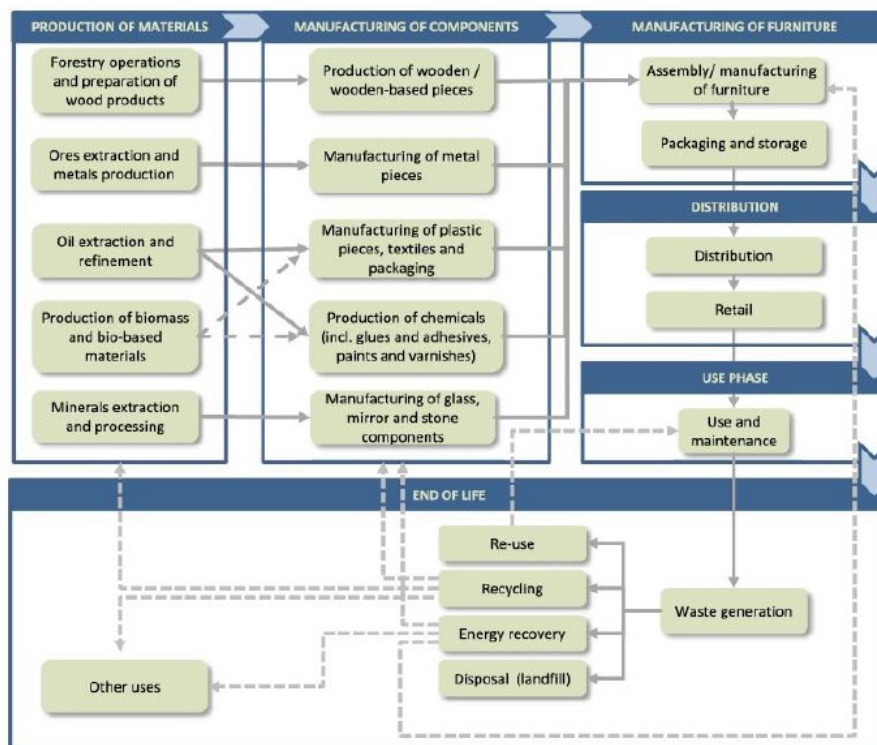 PRODUCTION OF MATERIALS
MANUFACTURING OF COMPONENTS
MANUFACTURING OF FURNITURE
Forestry operations
and preparation of
wood products
Production of wooden /
wooden-based pieces
Assembly/ manufacturing
of furniture
Packaging and storage
Ores extraction and
metals production
Manufacturing of metal
pieces
DISTRIBUTION
Oil extraction and
refinement
Manufacturing of plastic
pieces, textiles and
packaging
Distribution
Retail
Production of biomass
and bio-based
materials
Production of chemicals
(incl. glues and adhesives,
paints and varnishes)
USE PHASE
Minerals extraction
and processing
Manufacturing of glass,
mirror and stone
components
Use and
maintenance
END OF LIFE
Re-use
Recycling
Energy recovery
Disposal (landfill)
Waste generation
Other uses